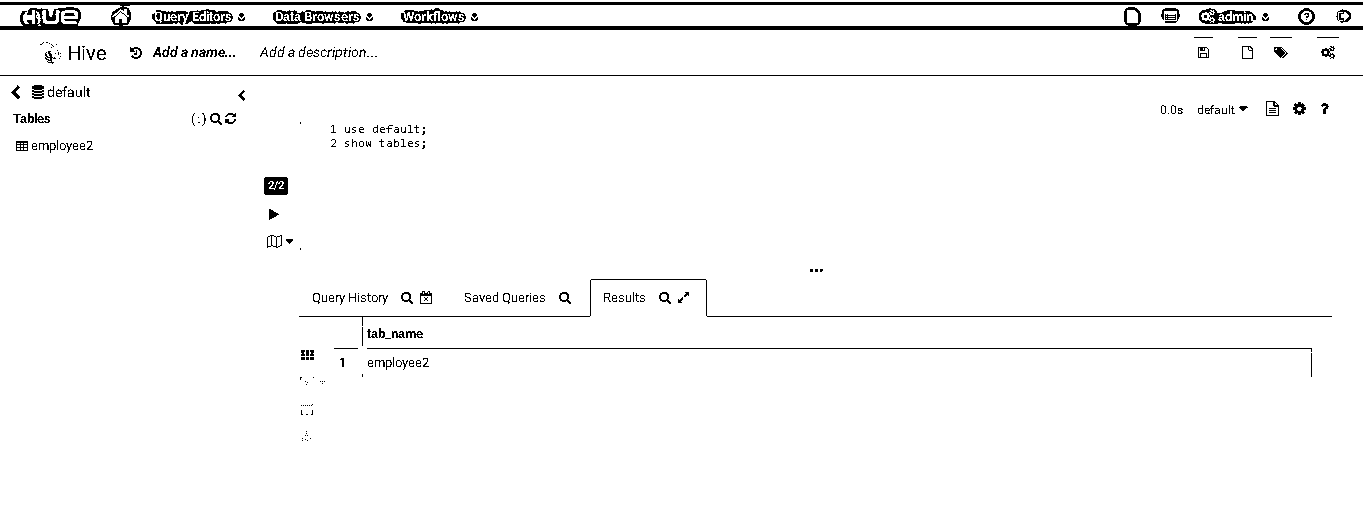 HUE Query Editors Data Browsers Workflows admin
Hive Add a name... Add a description...
default
Tables (1)
employee2
0.0s default ?
1 use default;
2 show tables;
2/2
Query History Saved Queries Results
tab_name
1 employee2